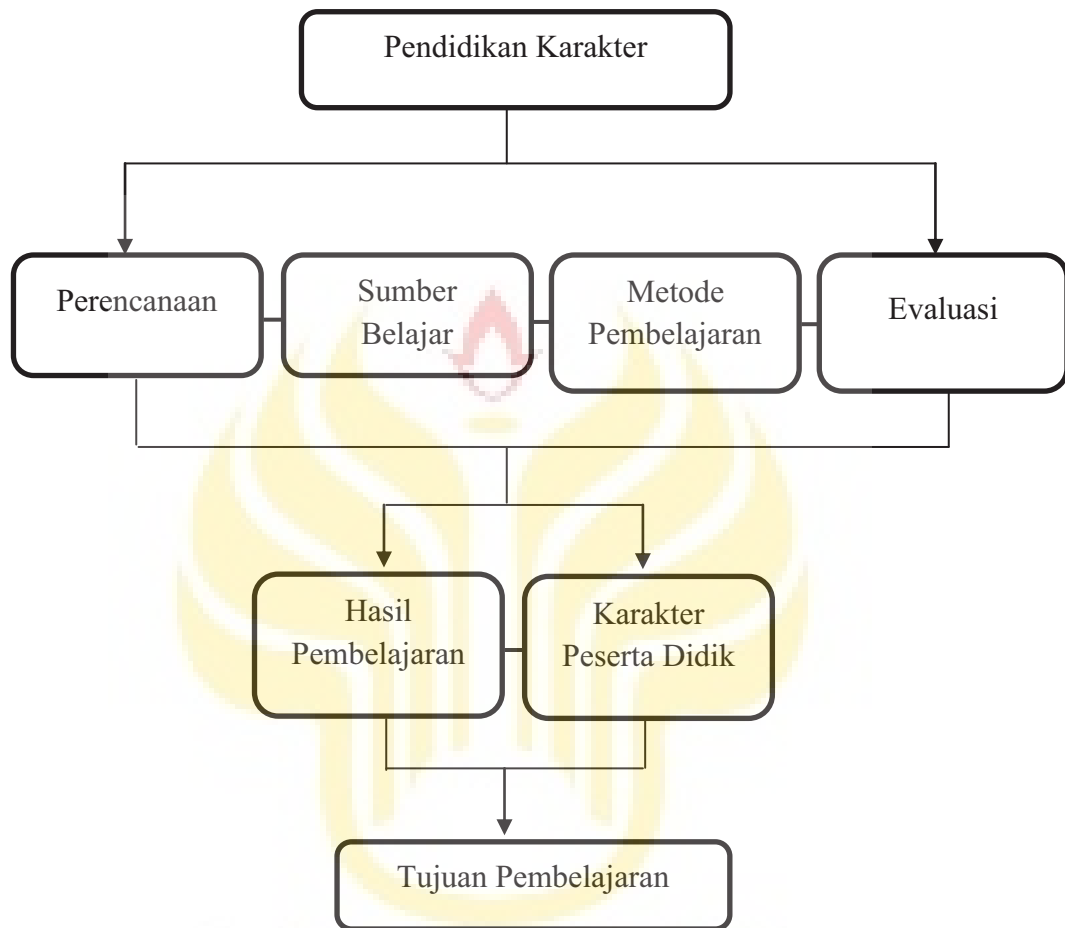 Pendidikan Karakter
Perencanaan
Sumber
Belajar
Metode
Pembelajaran
Evaluasi
Hasil
Pembelajaran
Karakter
Peserta Didik
Tujuan Pembelajaran